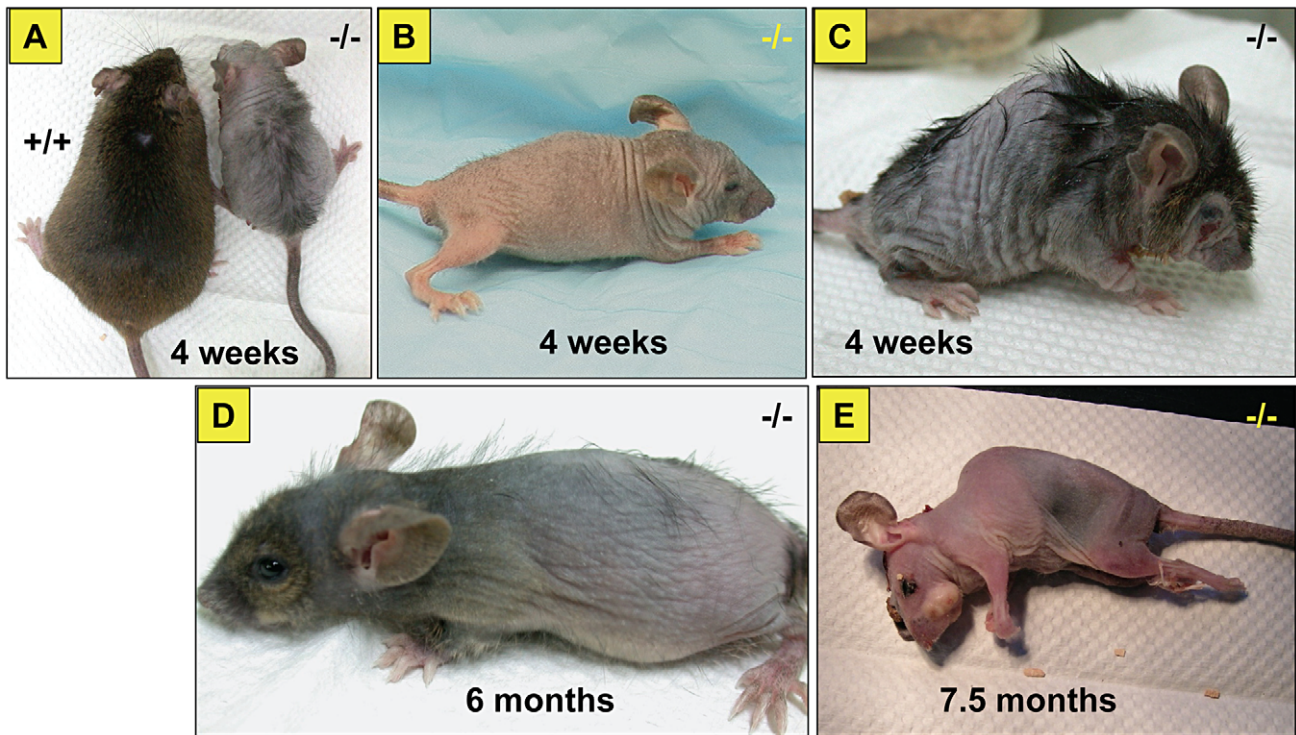 A
-/-
+/+
4 weeks
B
-/-
4 weeks
C
-/-
4 weeks
D
-/-
6 months
E
-/-
7.5 months